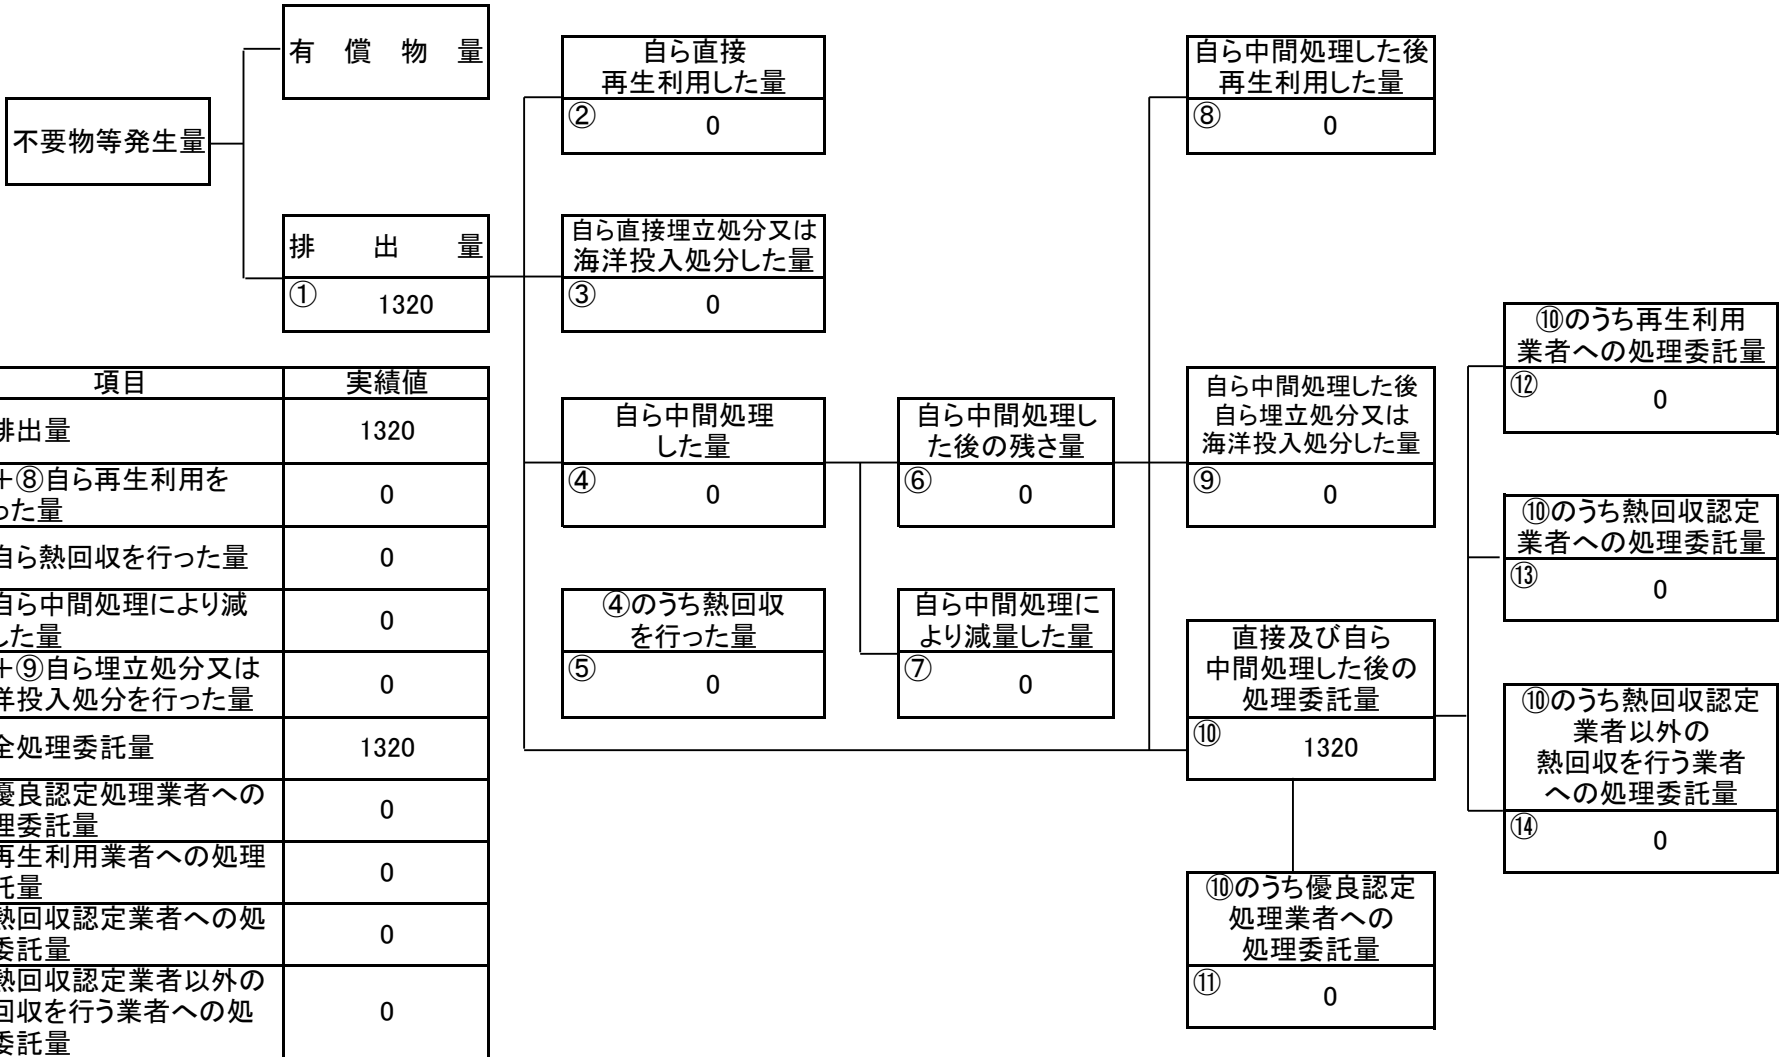 有償物量
不要物等発生量
排出量
① 1320
自ら直接
再生利用した量
② 0
自ら直接埋立処分又は
海洋投入処分した量
③ 0
自ら中間処理
した量
④ 0
④のうち熱回収
を行った量
⑤ 0
自ら中間処理し
た後の残さ量
⑥ 0
自ら中間処理に
より減量した量
⑦ 0
自ら中間処理した後
再生利用した量
⑧ 0
自ら中間処理した後
自ら埋立処分又は
海洋投入処分した量
⑨ 0
直接及び自ら
中間処理した後の
処理委託量
⑩ 1320
⑩のうち優良認定
処理業者への
処理委託量
⑪ 0
⑩のうち再生利用
業者への処理委託量
⑫ 0
⑩のうち熱回収認定
業者への処理委託量
⑬ 0
⑩のうち熱回収認定
業者以外の
熱回収を行う業者
への処理委託量
⑭ 0
項目 実績値
排出量 1320
+⑧自ら再生利用を
った量 0
自ら熱回収を行った量 0
自ら中間処理により減
した量 0
+⑨自ら埋立処分又は
洋投入処分を行った量 0
全処理委託量 1320
優良認定処理業者への
理委託量 0
再生利用業者への処理
託量 0
熱回収認定業者への処
委託量 0
熱回収認定業者以外の
回収を行う業者への処
委託量 0